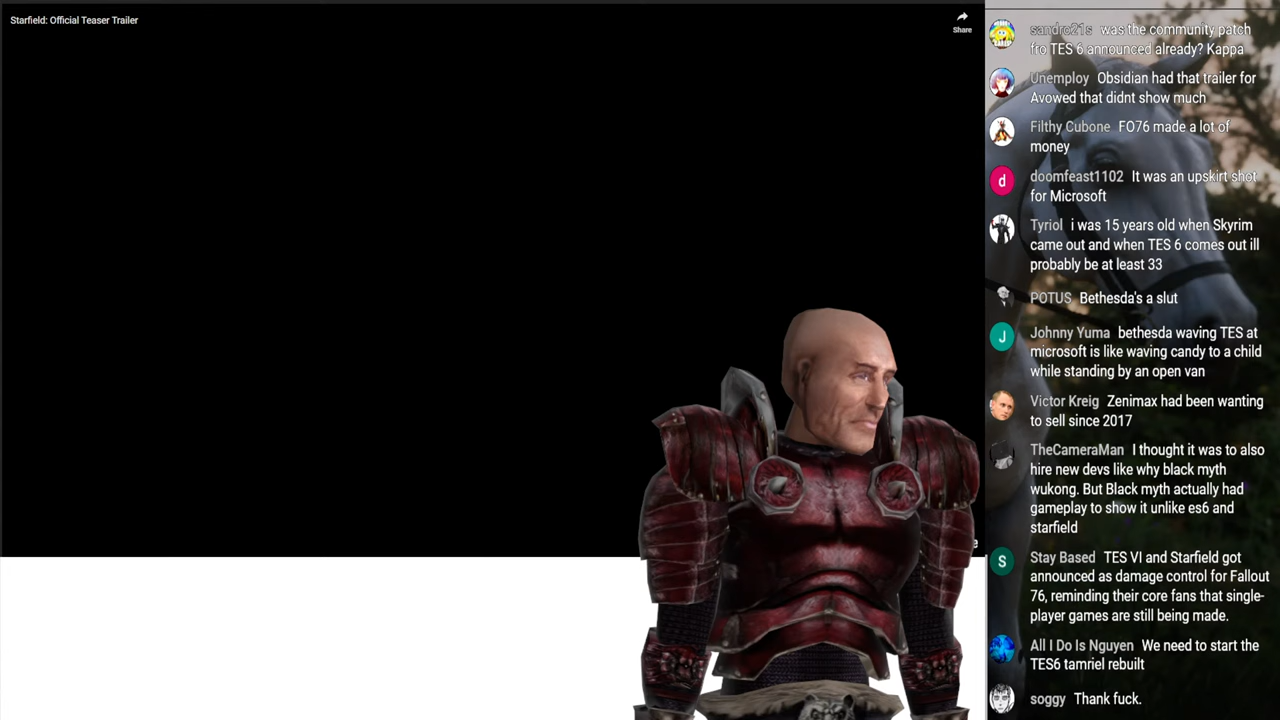 Starfield: Official Teaser Trailer
Share
sandro21s was the community patch
fro TES 6 announced already? Kappa
Unemploy Obsidian had that trailer for
Avowed that didnt show much
Filthy Cubone FO76 made a lot of
money
d
doomfeast1102 It was an upskirt shot
for Microsoft
Tyriol i was 15 years old when Skyrim
came out and when TES 6 comes out ill
probably be at least 33
POTUS Bethesda's a slut
J
Johnny Yuma bethesda waving TES at
microsoft is like waving candy to a child
while standing by an open van
Victor Kreig Zenimax had been wanting
to sell since 2017
TheCameraMan I thought it was to also
hire new devs like why black myth
wukong. But Black myth actually had
gameplay to show it unlike es6 and
starfield
S
Stay Based TES VI and Starfield got
announced as damage control for Fallout
76, reminding their core fans that single-
player games are still being made.
All I Do Is Nguyen We need to start the
TES6 tamriel rebuilt
soggy Thank fuck.